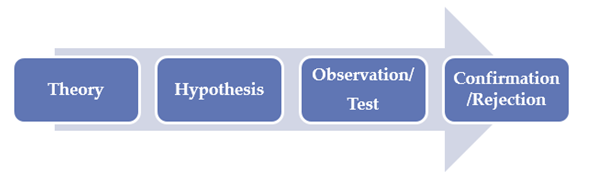 Theory
Hypothesis
Observation/
Test
Confirmation
/Rejection